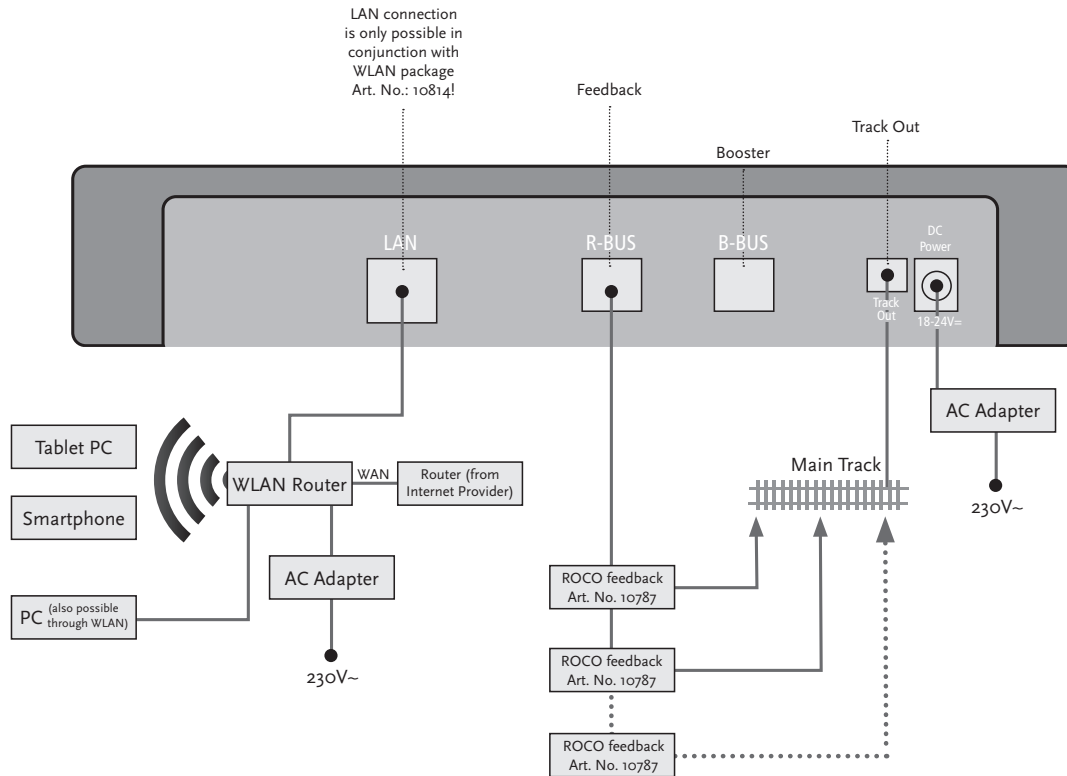 LAN connection
is only possible in
conjunction with
WLAN package
Art. No.: 10814!
Feedback
Booster
Track Out
LAN
R-BUS
B-BUS
Track
Out
DC
Power
18-24V=
AC Adapter
230V~
Tablet PC
Smartphone
PC (also possible
through WLAN)
WLAN Router
WAN
Router (from
Internet Provider)
AC Adapter
230V~
Main Track
ROCO feedback
Art. No. 10787
ROCO feedback
Art. No. 10787
ROCO feedback
Art. No. 10787